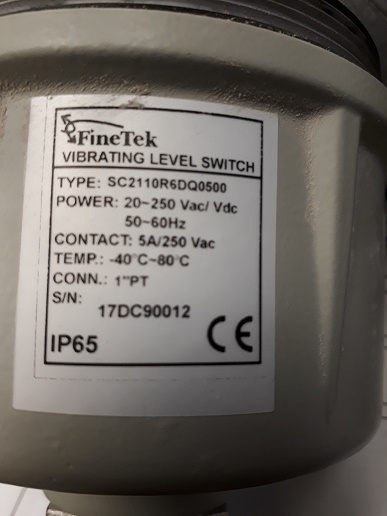 FineTek
VIBRATING LEVEL SWITCH
TYPE: SC2110R6DQ0500
POWER: 20~250 Vac/ Vdc
50~60Hz
CONTACT: 5A/250 Vac
TEMP.: -40°C~80°C
CONN.: 1"PT
S/N:
17DC90012
IP65 CE